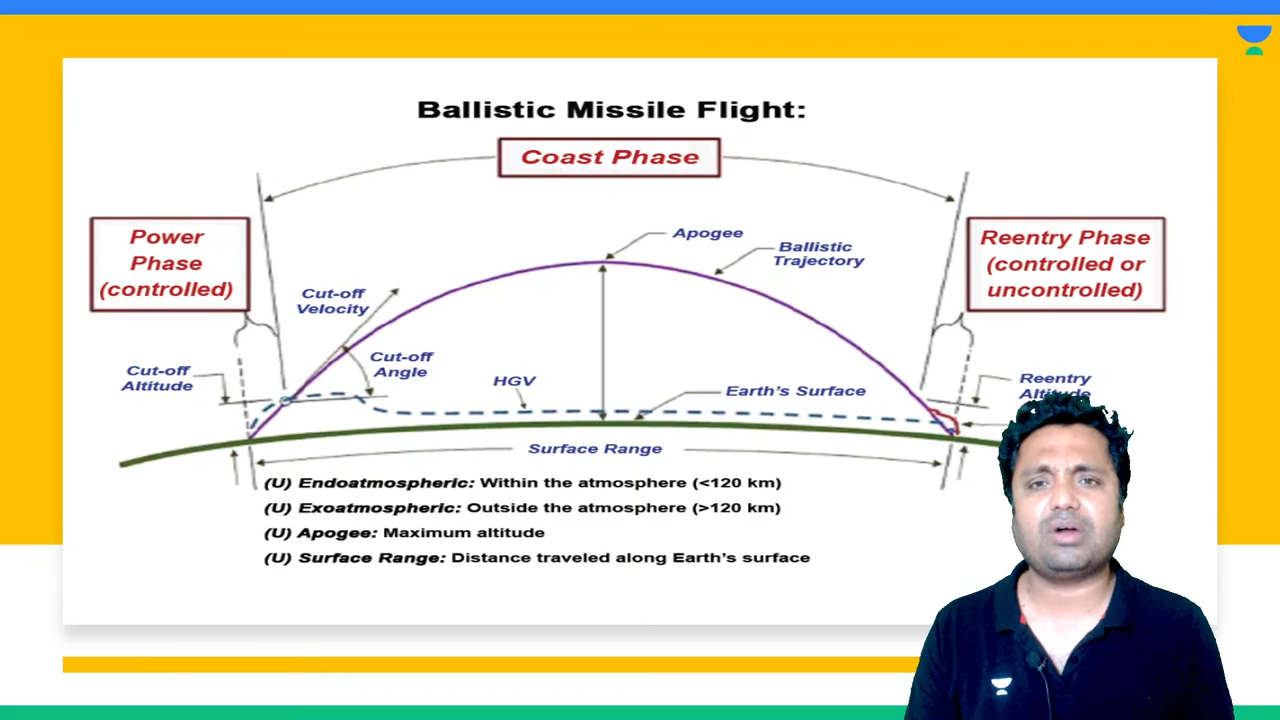 Ballistic Missile Flight:
Coast Phase
Power
Phase
(controlled)
Reentry Phase
(controlled or
uncontrolled)
Apogee
Ballistic
Trajectory
Cut-off
Velocity
Cut-off
Angle
Cut-off
Altitude
HGV
Earth's Surface
Reentry
Altitude
Surface Range
(U) Endoatmospheric: Within the atmosphere (<120 km)
(U) Exoatmospheric: Outside the atmosphere (>120 km)
(U) Apogee: Maximum altitude
(U) Surface Range: Distance traveled along Earth's surface